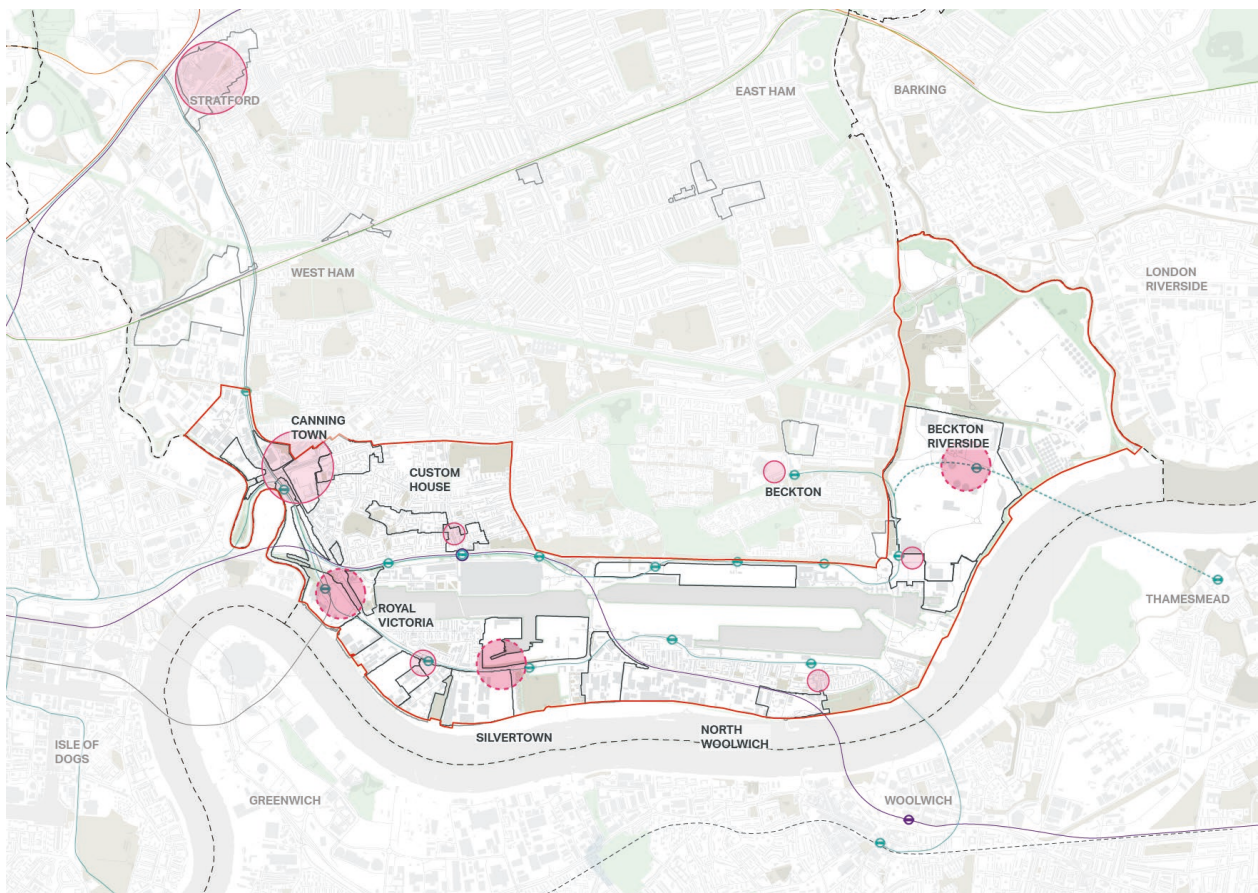 STRATFORD
EAST HAM
BARKING
WEST HAM
LONDON
RIVERSIDE
CANNING
TOWN
BECKTON
RIVERSIDE
CUSTOM
HOUSE
BECKTON
THAMESMEAD
ROYAL
VICTORIA
SILVERTOWN
NORTH
WOOLWICH
ISLE OF
DOGS
GREENWICH
WOOLWICH